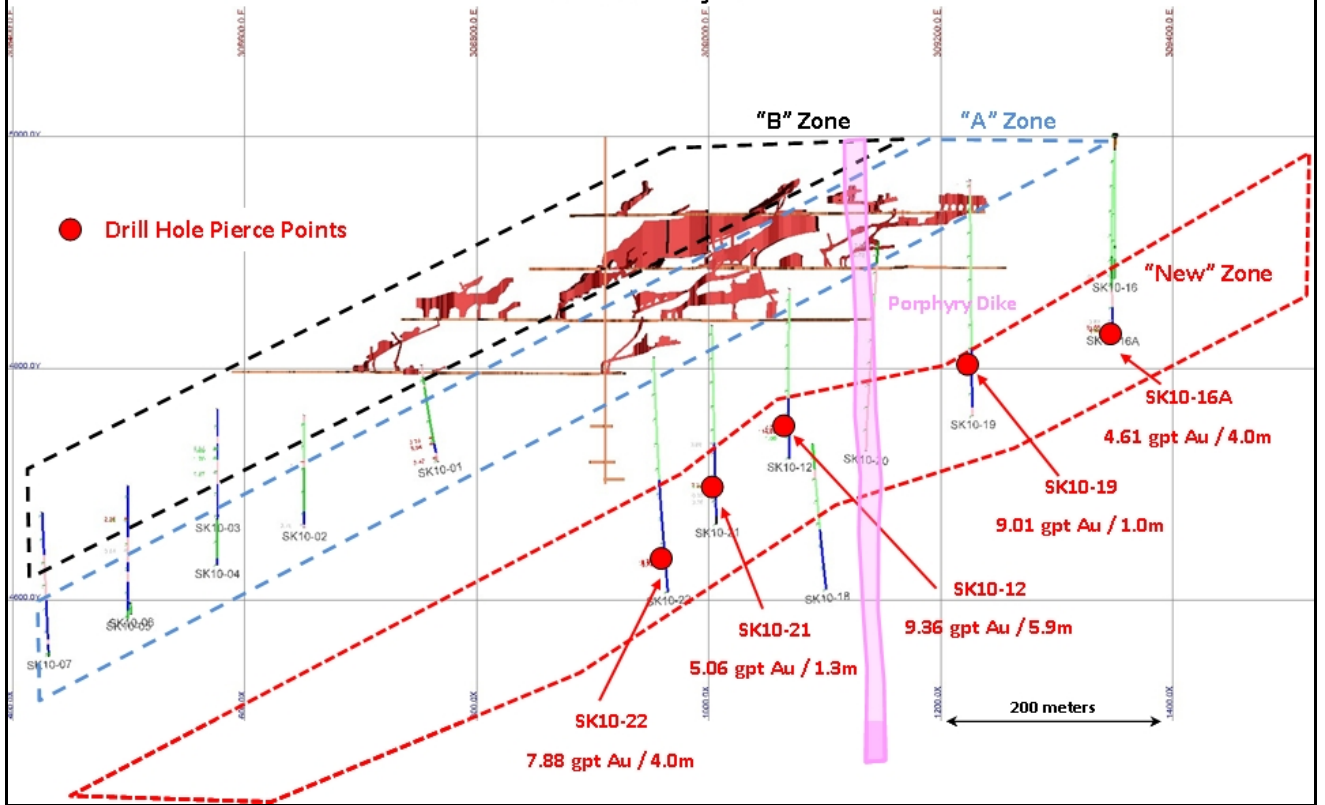 "B" Zone
"A" Zone
Drill Hole Pierce Points
"New" Zone
SK10-16
Porphyry Dike
SK10-16A
4.61 gpt Au / 4.0m
SK10-19
SK10-19
9.01 gpt Au / 1.0m
SK10-01
SK10-12
SK10-20
SK10-03
SK10-02
SK10-21
SK10-04
SK10-12
9.36 gpt Au / 5.9m
SK10-22
SK10-18
SK10-21
5.06 gpt Au / 1.3m
SK10-07
200 meters
SK10-22
7.88 gpt Au / 4.0m